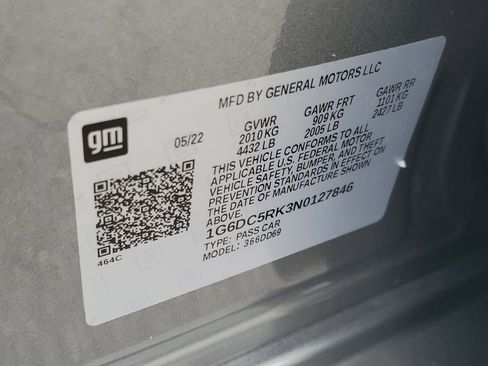 MFD BY GENERAL MOTORS LLC
gm
05/22
GVWR GAWR FRT GAWR RR
2010 KG 909 KG 1101 KG
4432 LB 2005 LB 2427 LB
THIS VEHICLE CONFORMS TO ALL
APPLICABLE U.S. FEDERAL MOTOR
VEHICLE SAFETY, BUMPER, AND THEFT
PREVENTION STANDARDS IN EFFECT ON
THE DATE OF MANUFACTURE SHOWN
ABOVE.
1G6DC5RK3N0127846
TYPE: PASS CAR
MODEL: 366DD69
464C